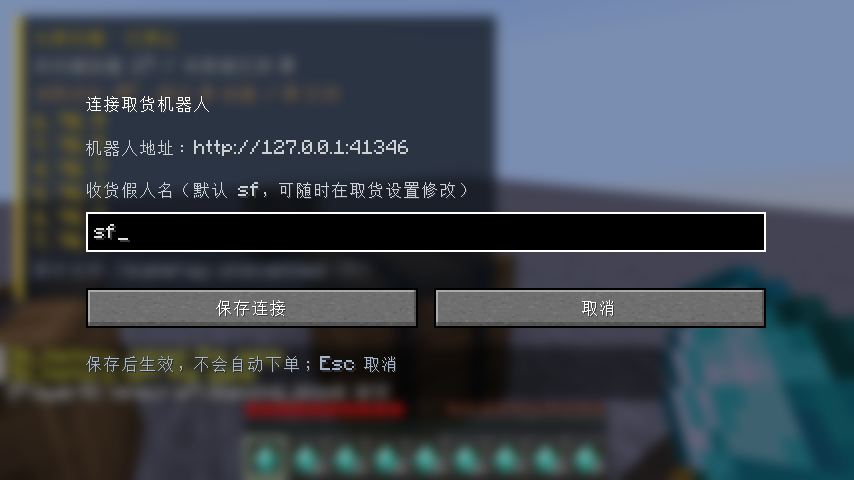 连接取货机器人
机器人地址：http://127.0.0.1:41346
收货假人名（默认 sf，可随时在取货设置修改）
sf_
保存连接
取消
保存后生效，不会自动下单；Esc 取消